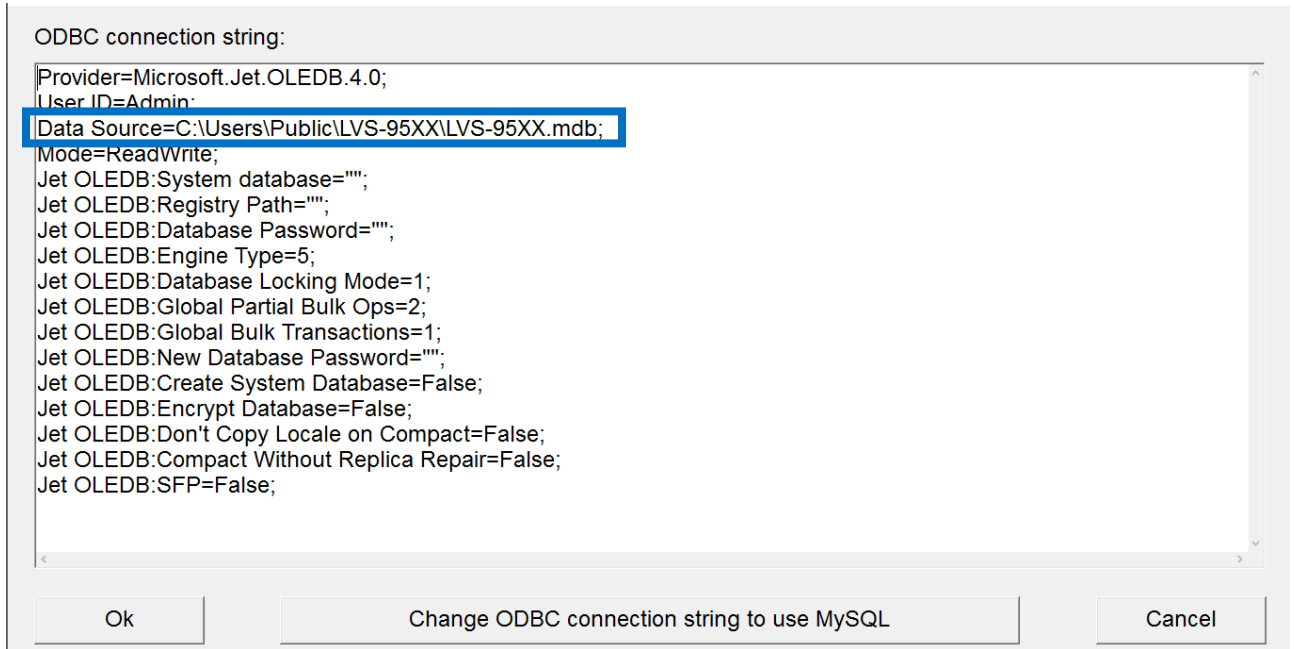 ODBC connection string:
Provider=Microsoft.Jet.OLEDB.4.0;
User ID=Admin;
Data Source=C:\Users\Public\LVS-95XX\LVS-95XX.mdb;
Mode=ReadWrite;
Jet OLEDB:System database="";
Jet OLEDB:Registry Path="";
Jet OLEDB:Database Password="";
Jet OLEDB:Engine Type=5;
Jet OLEDB:Database Locking Mode=1;
Jet OLEDB:Global Partial Bulk Ops=2;
Jet OLEDB:Global Bulk Transactions=1;
Jet OLEDB:New Database Password="";
Jet OLEDB:Create System Database=False;
Jet OLEDB:Encrypt Database=False;
Jet OLEDB:Don't Copy Locale on Compact=False;
Jet OLEDB:Compact Without Replica Repair=False;
Jet OLEDB:SFP=False;
Ok
Change ODBC connection string to use MySQL
Cancel